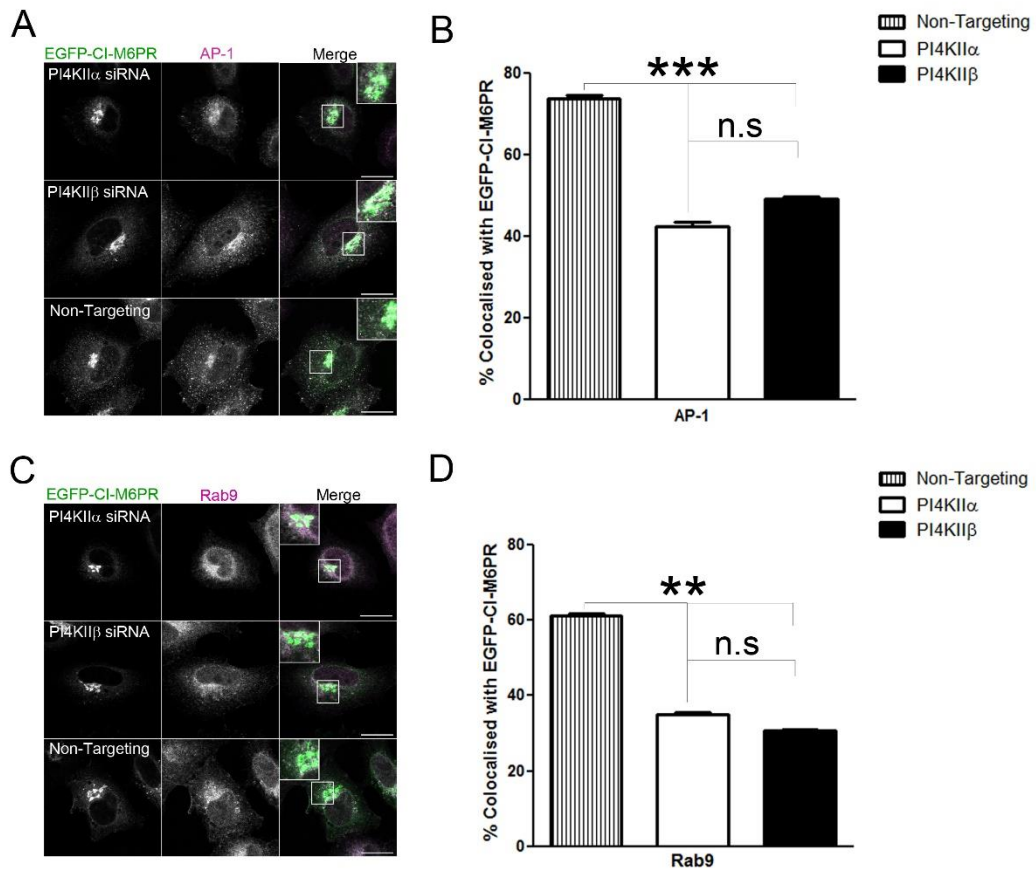 A
EGFP-CI-M6PR AP-1 Merge
PI4KIIα siRNA
PI4KIIβ siRNA
Non-Targeting
B
Non-Targeting
PI4KIIα
PI4KIIβ
% Colocalised with EGFP-CI-M6PR
80
60
40
20
0
***
n.s
AP-1
C
EGFP-CI-M6PR Rab9 Merge
PI4KIIα siRNA
PI4KIIβ siRNA
Non-Targeting
D
Non-Targeting
PI4KIIα
PI4KIIβ
% Colocalised with EGFP-CI-M6PR
80
60
40
20
0
**
n.s
Rab9